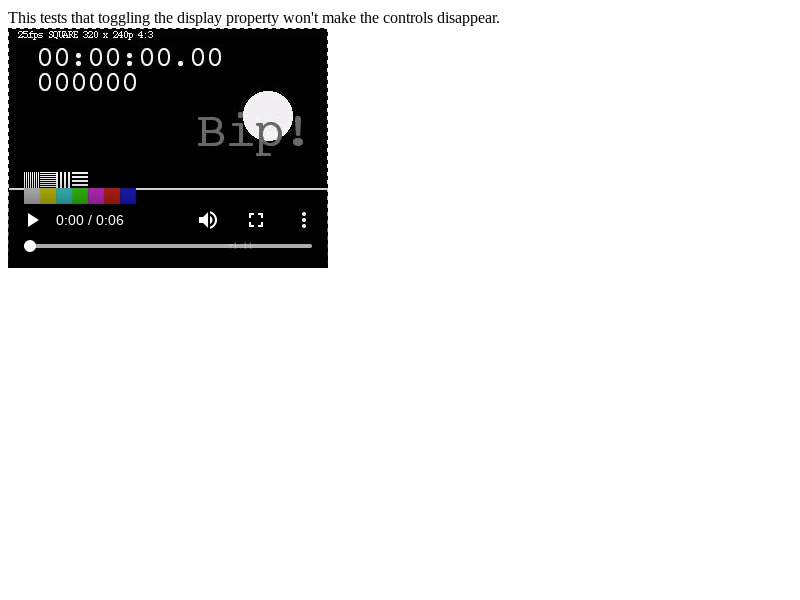 This tests that toggling the display property won't make the controls disappear.
25fps SQUARE 320 x 240p 4:3
00:00:00.00
000000
Bip!
0:00 / 0:06